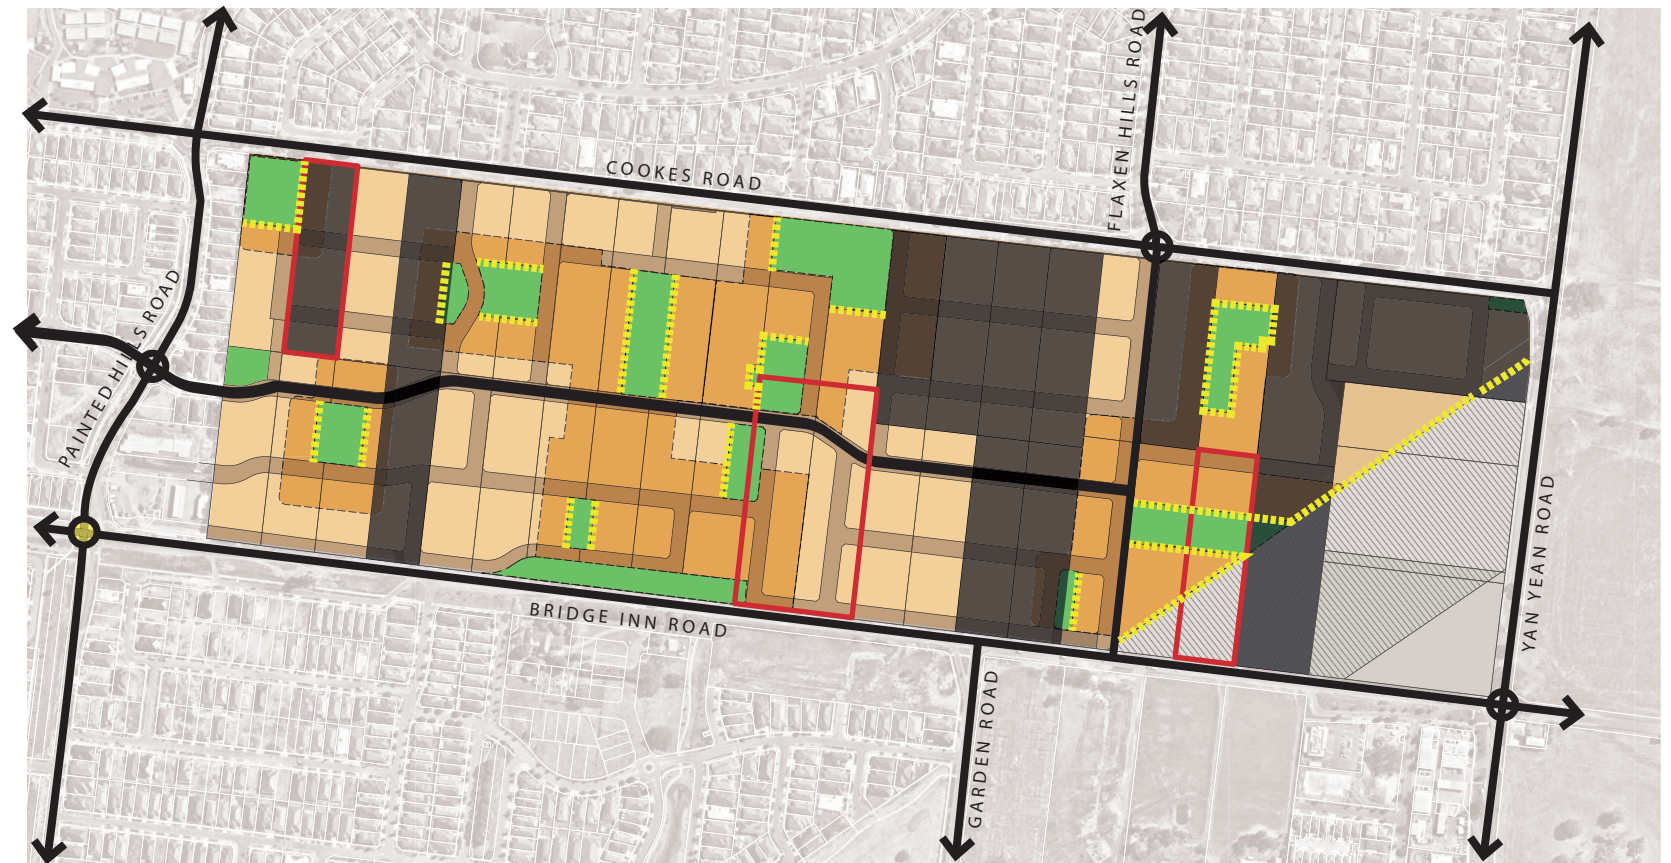 FLAXEN HILLS ROAD
COOKES ROAD
PAINTED HILLS ROAD
YAN YEAN ROAD
BRIDGE INN ROAD
GARDEN ROAD